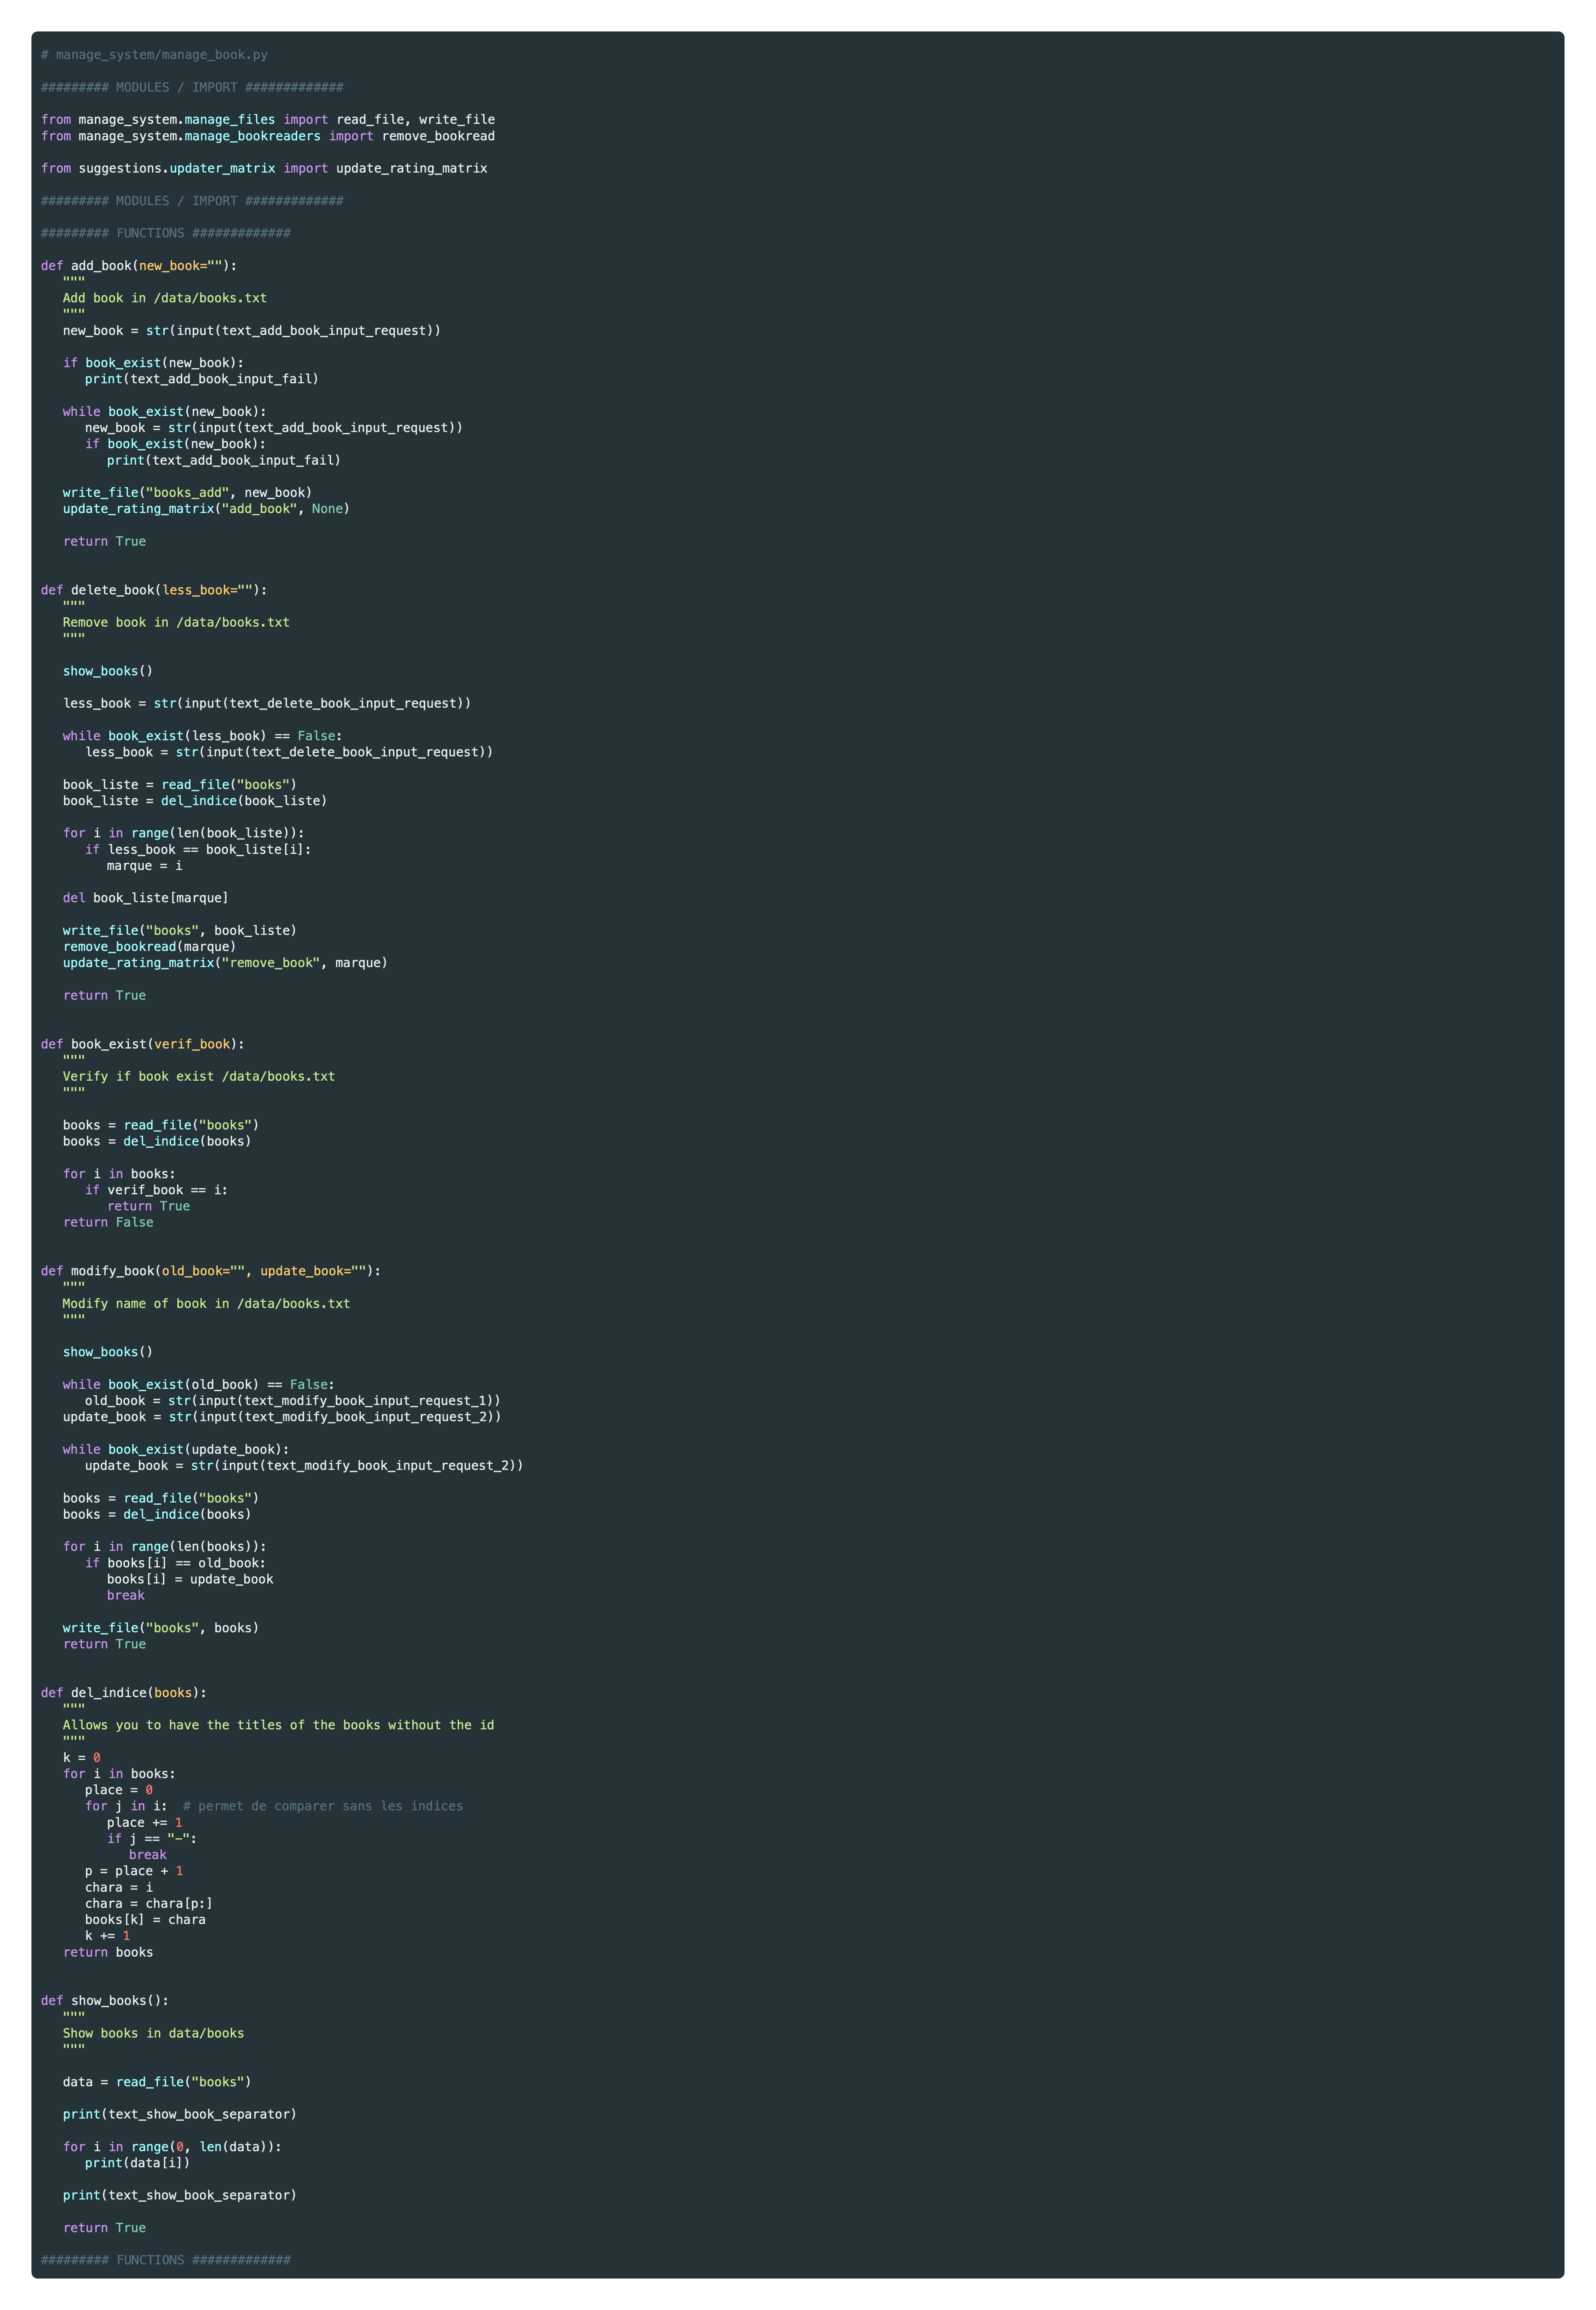 # manage_system/manage_book.py
######### MODULES / IMPORT #############
from manage_system.manage_files import read_file, write_file
from manage_system.manage_bookreaders import remove_bookread
from suggestions.updater_matrix import update_rating_matrix
######### MODULES / IMPORT #############
######### FUNCTIONS #############
def add_book(new_book=""):
   """
   Add book in /data/books.txt
   """
   new_book = str(input(text_add_book_input_request))
   if book_exist(new_book):
      print(text_add_book_input_fail)
   while book_exist(new_book):
      new_book = str(input(text_add_book_input_request))
      if book_exist(new_book):
         print(text_add_book_input_fail)
   write_file("books_add", new_book)
   update_rating_matrix("add_book", None)
   return True
def delete_book(less_book=""):
   """
   Remove book in /data/books.txt
   """
   show_books()
   less_book = str(input(text_delete_book_input_request))
   while book_exist(less_book) == False:
      less_book = str(input(text_delete_book_input_request))
   book_liste = read_file("books")
   book_liste = del_indice(book_liste)
   for i in range(len(book_liste)):
      if less_book == book_liste[i]:
         marque = i
   del book_liste[marque]
   write_file("books", book_liste)
   remove_bookread(marque)
   update_rating_matrix("remove_book", marque)
   return True
def book_exist(verif_book):
   """
   Verify if book exist /data/books.txt
   """
   books = read_file("books")
   books = del_indice(books)
   for i in books:
      if verif_book == i:
         return True
   return False
def modify_book(old_book="", update_book=""):
   """
   Modify name of book in /data/books.txt
   """
   show_books()
   while book_exist(old_book) == False:
      old_book = str(input(text_modify_book_input_request_1))
   update_book = str(input(text_modify_book_input_request_2))
   while book_exist(update_book):
      update_book = str(input(text_modify_book_input_request_2))
   books = read_file("books")
   books = del_indice(books)
   for i in range(len(books)):
      if books[i] == old_book:
         books[i] = update_book
         break
   write_file("books", books)
   return True
def del_indice(books):
   """
   Allows you to have the titles of the books without the id
   """
   k = 0
   for i in books:
      place = 0
      for j in i:  # permet de comparer sans les indices
         place += 1
         if j == "-":
            break
      p = place + 1
      chara = i
      chara = chara[p:]
      books[k] = chara
      k += 1
   return books
def show_books():
   """
   Show books in data/books
   """
   data = read_file("books")
   print(text_show_book_separator)
   for i in range(0, len(data)):
      print(data[i])
   print(text_show_book_separator)
   return True
######### FUNCTIONS #############